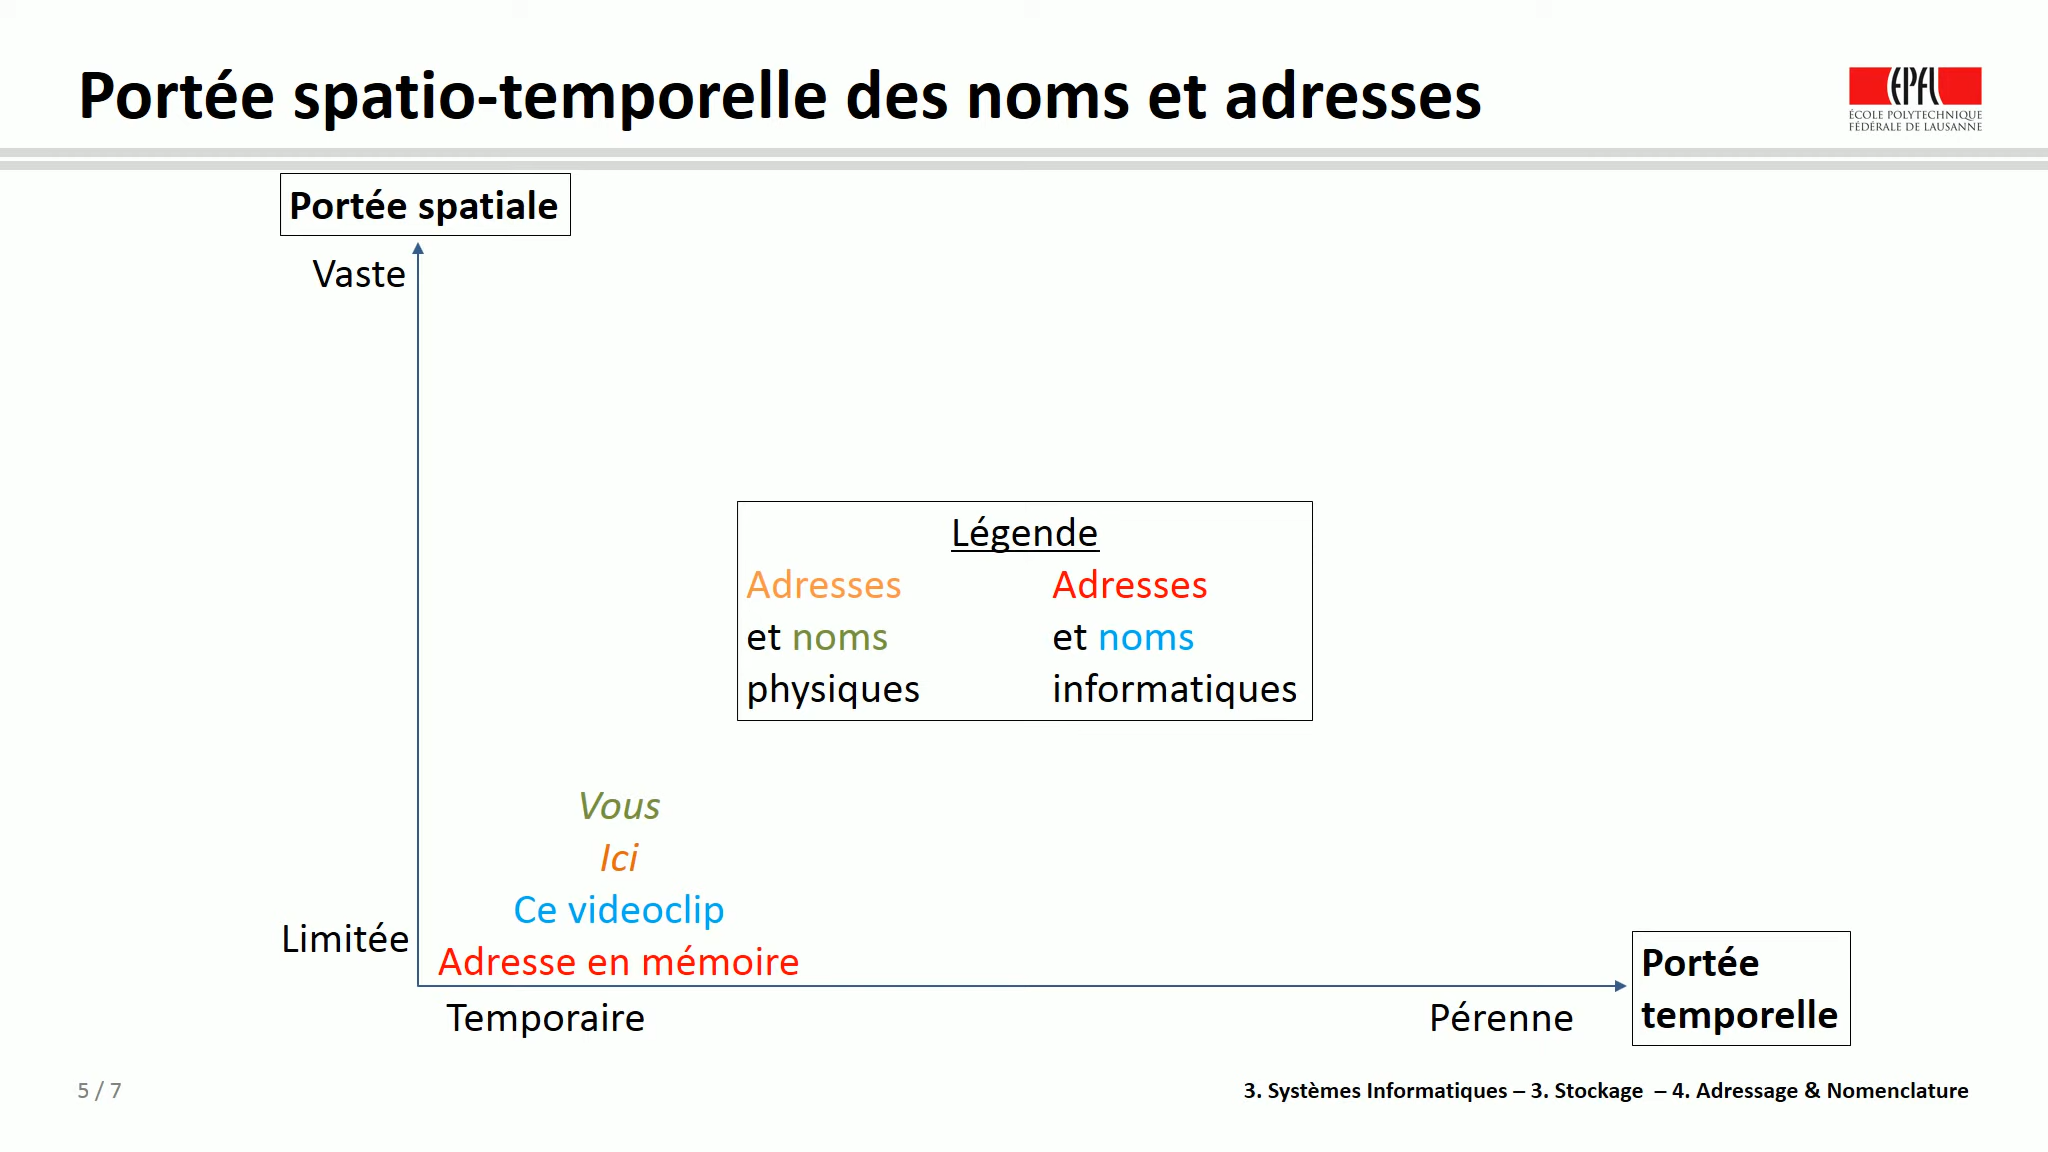 Portée spatio-temporelle des noms et adresses
EPFL
ÉCOLE POLYTECHNIQUE
FÉDÉRALE DE LAUSANNE
Portée spatiale
Vaste
Légende
Adresses
et noms
physiques
Adresses
et noms
informatiques
Vous
Ici
Ce videoclip
Limitée
Adresse en mémoire
Temporaire
Pérenne
Portée
temporelle
5 / 7
3. Systèmes Informatiques – 3. Stockage – 4. Adressage & Nomenclature